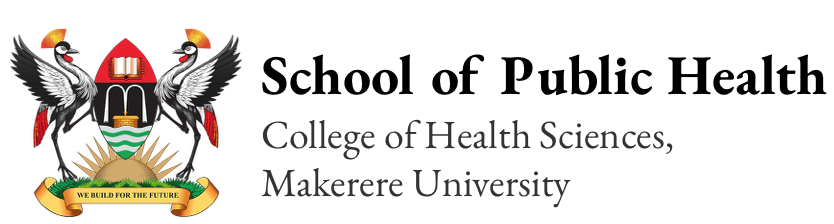 School of Public Health
College of Health Sciences,
Makerere University
WE BUILD FOR THE FUTURE